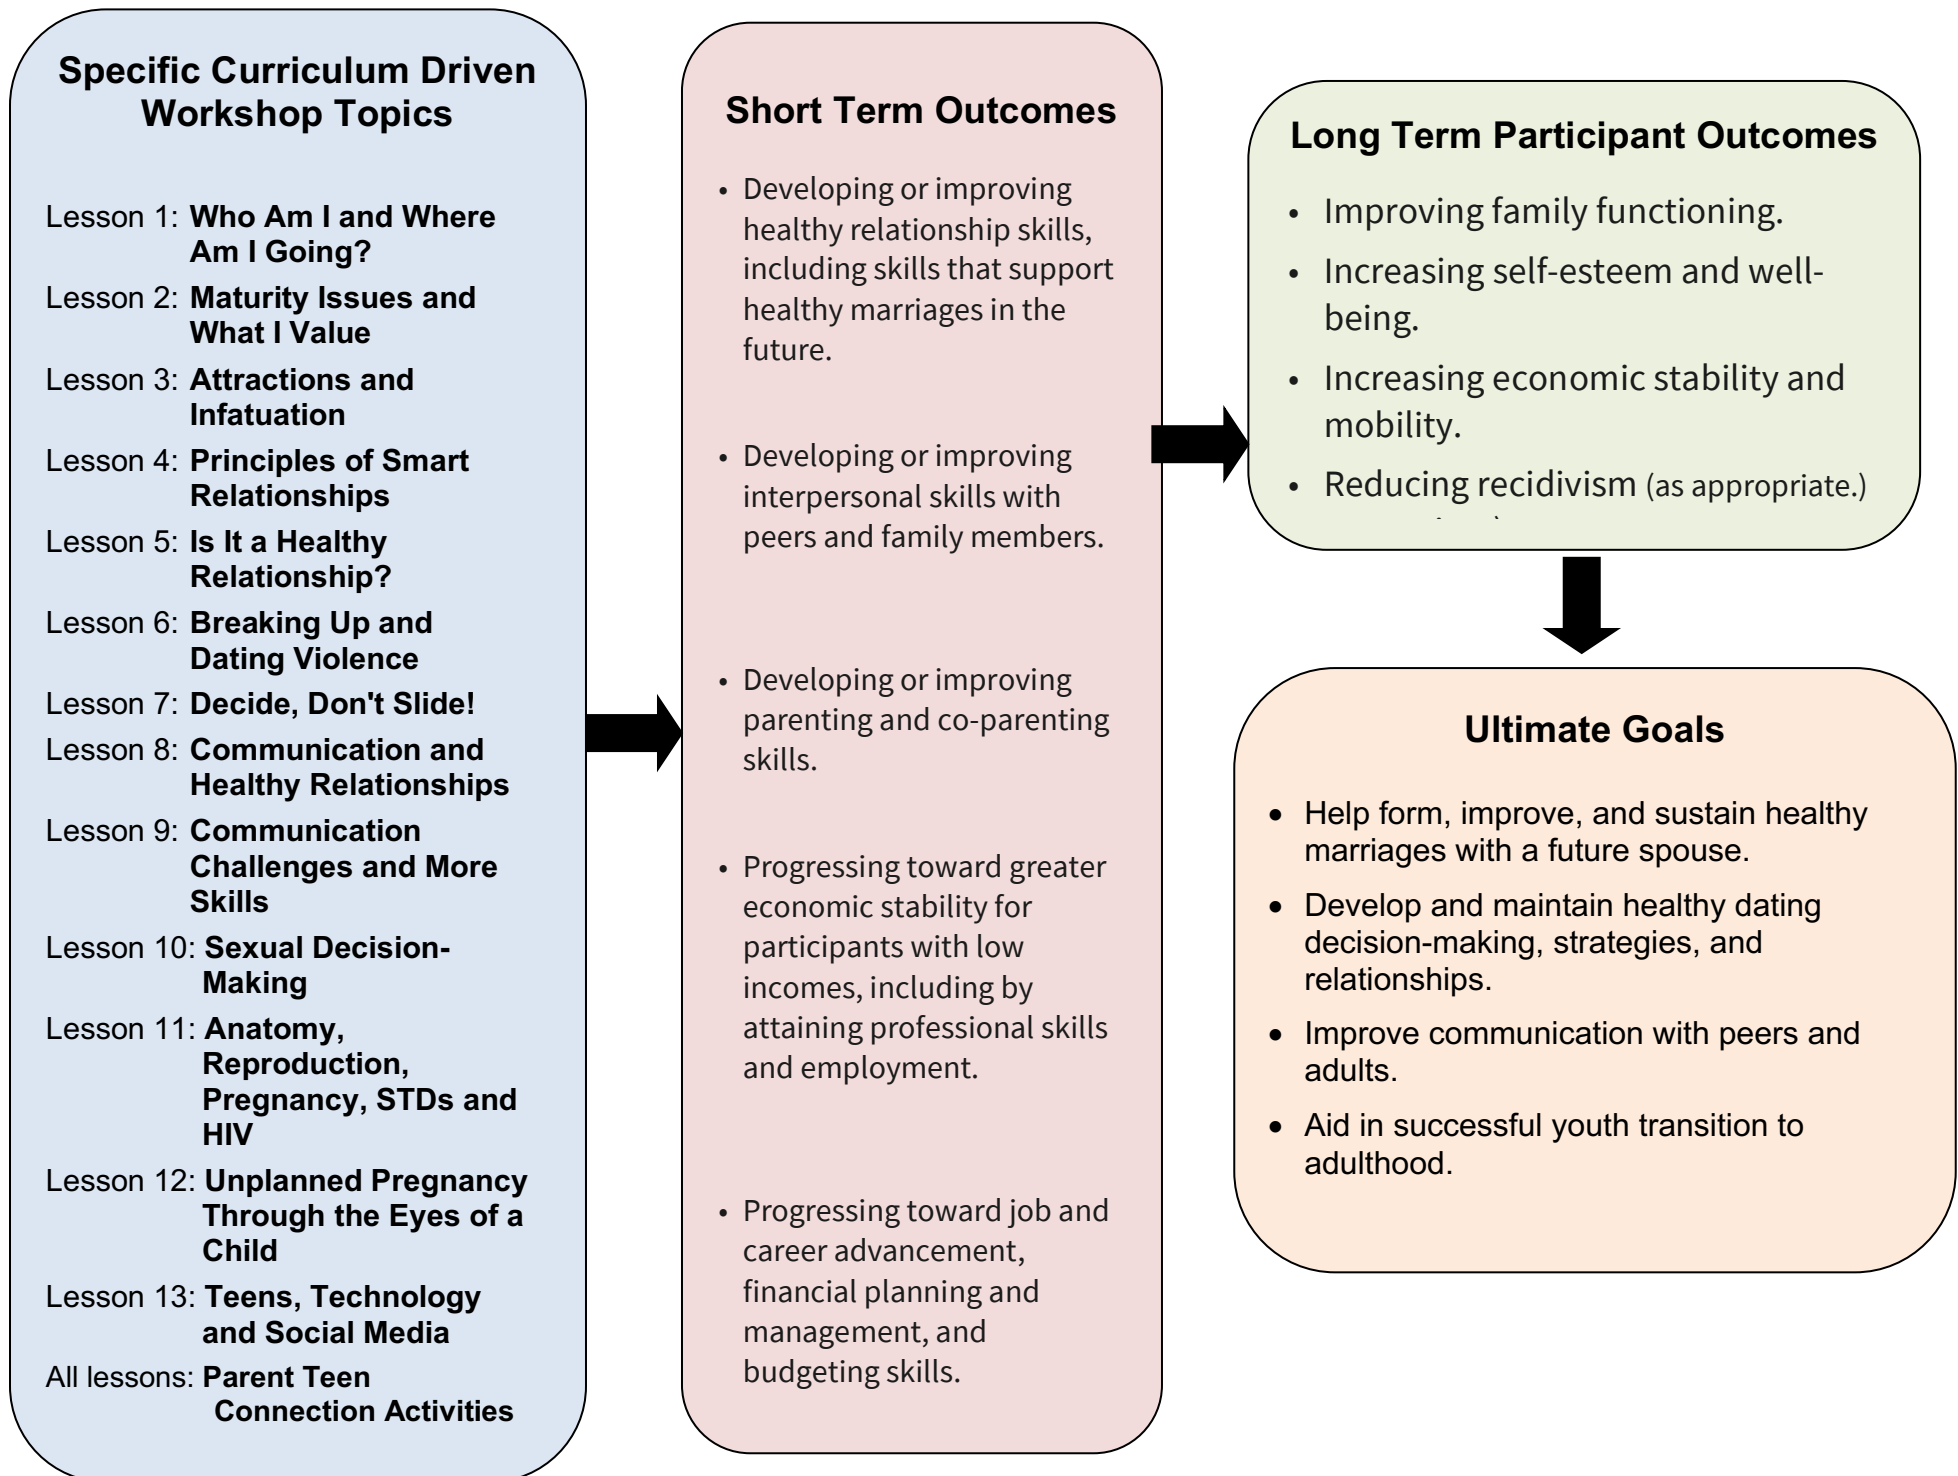 Specific Curriculum Driven
Workshop Topics
Lesson 1: Who Am I and Where
Am I Going?
Lesson 2: Maturity Issues and
What I Value
Lesson 3: Attractions and
Infatuation
Lesson 4: Principles of Smart
Relationships
Lesson 5: Is It a Healthy
Relationship?
Lesson 6: Breaking Up and
Dating Violence
Lesson 7: Decide, Don't Slide!
Lesson 8: Communication and
Healthy Relationships
Lesson 9: Communication
Challenges and More
Skills
Lesson 10: Sexual Decision-
Making
Lesson 11: Anatomy,
Reproduction,
Pregnancy, STDs and
HIV
Lesson 12: Unplanned Pregnancy
Through the Eyes of a
Child
Lesson 13: Teens, Technology
and Social Media
All lessons: Parent Teen
Connection Activities
Short Term Outcomes
• Developing or improving
healthy relationship skills,
including skills that support
healthy marriages in the
future.
• Developing or improving
interpersonal skills with
peers and family members.
• Developing or improving
parenting and co-parenting
skills.
• Progressing toward greater
economic stability for
participants with low
incomes, including by
attaining professional skills
and employment.
• Progressing toward job and
career advancement,
financial planning and
management, and
budgeting skills.
Long Term Participant Outcomes
• Improving family functioning.
• Increasing self-esteem and well-
being.
• Increasing economic stability and
mobility.
• Reducing recidivism (as appropriate.)
Ultimate Goals
• Help form, improve, and sustain healthy
marriages with a future spouse.
• Develop and maintain healthy dating
decision-making, strategies, and
relationships.
• Improve communication with peers and
adults.
• Aid in successful youth transition to
adulthood.